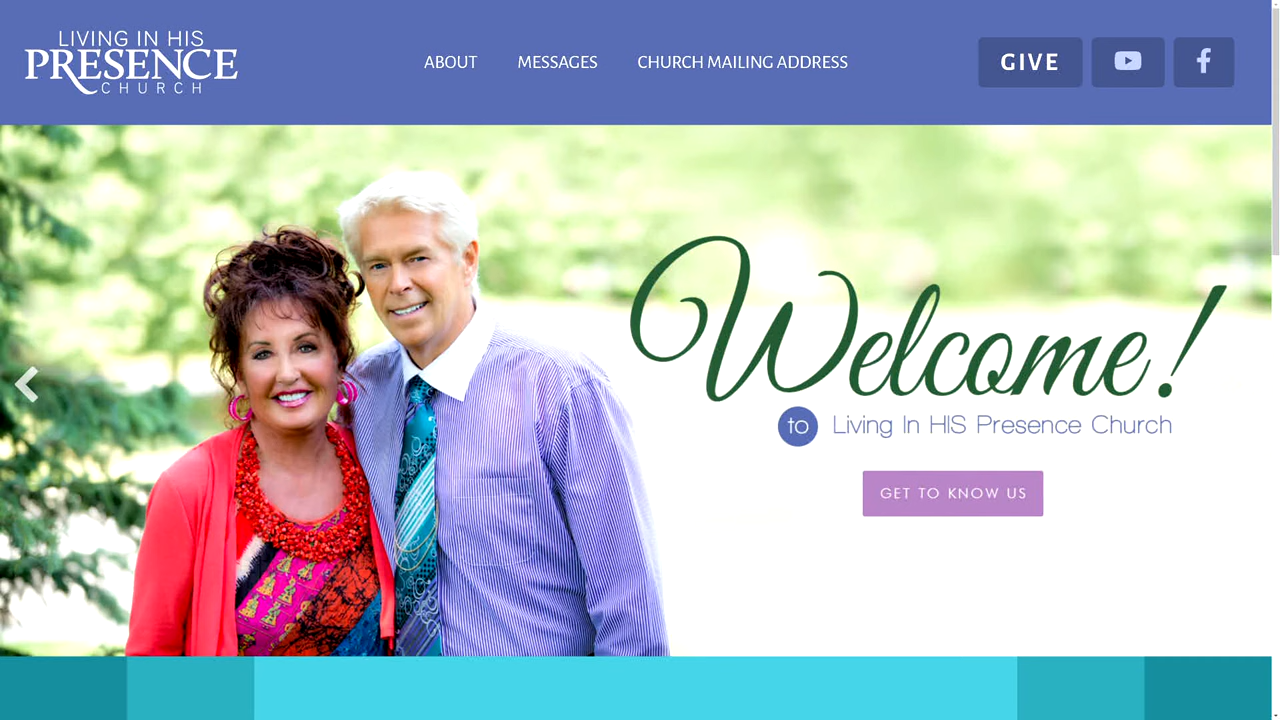 LIVING IN HIS
PRESENCE
CHURCH
ABOUT
MESSAGES
CHURCH MAILING ADDRESS
GIVE
Welcome!
to Living In HIS Presence Church
GET TO KNOW US